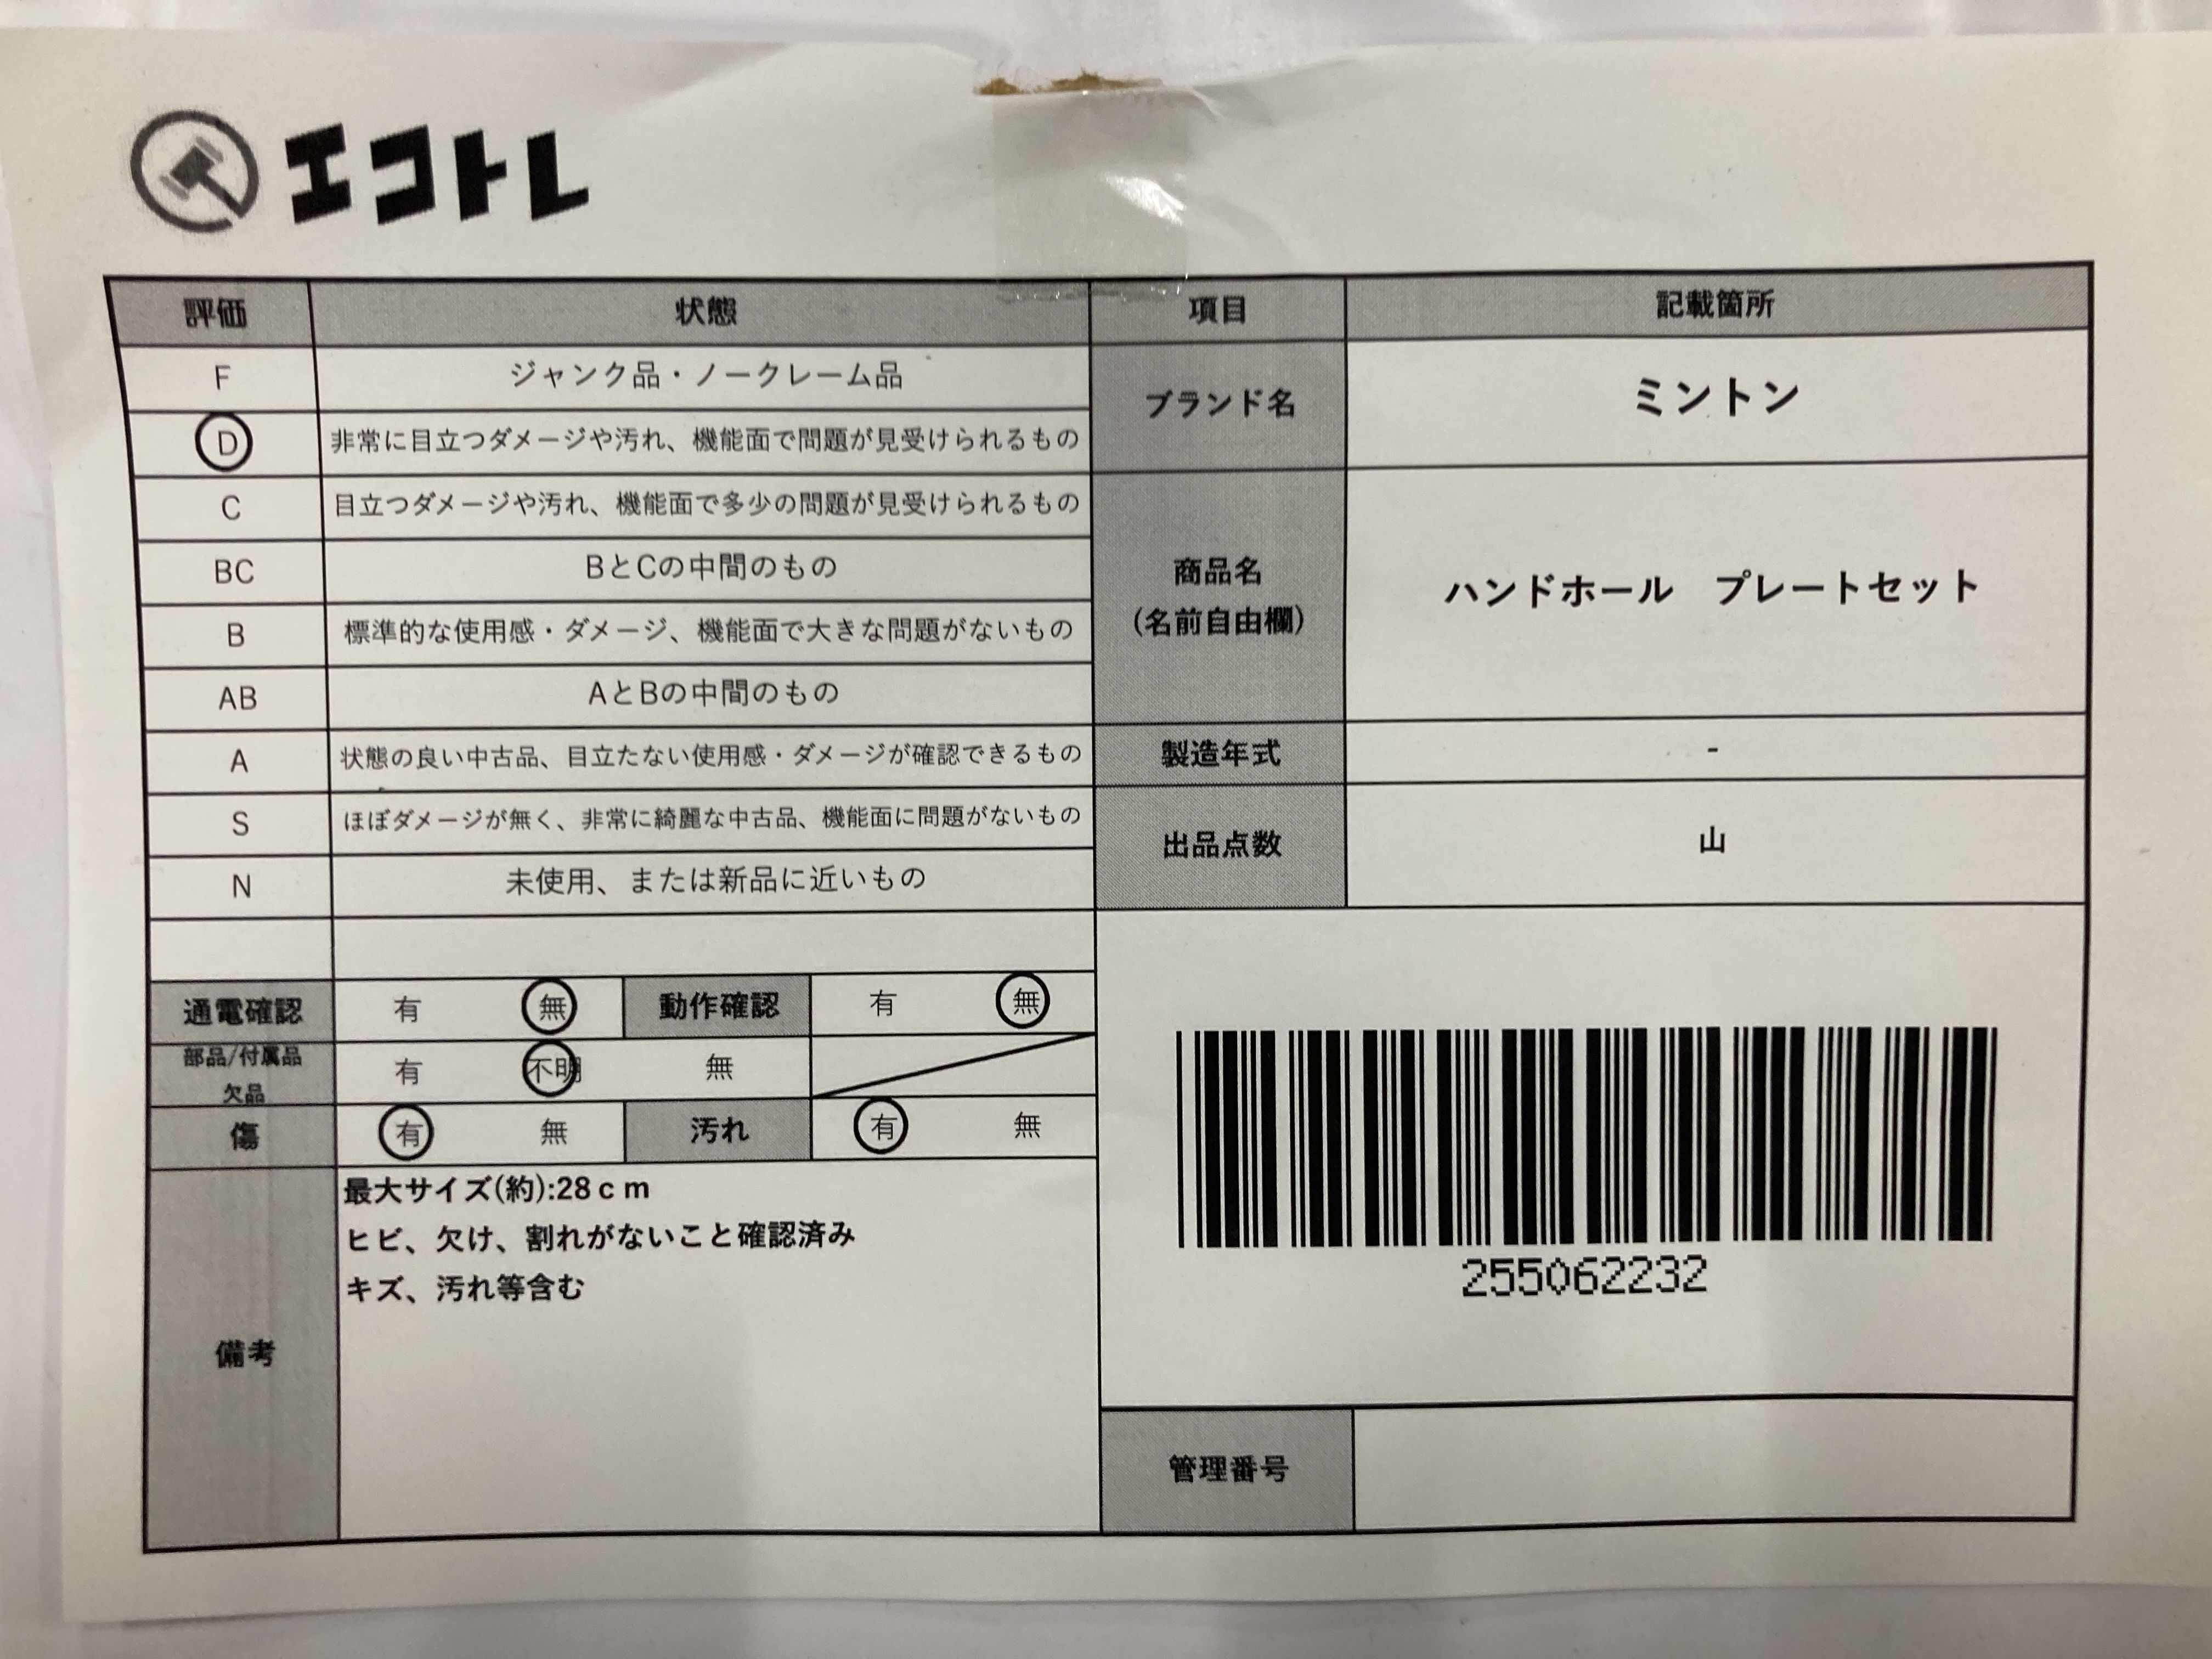 エコトレ
評価 状態 項目 記載箇所
F ジャンク品・ノークレーム品
D 非常に目立つダメージや汚れ、機能面で問題が見受けられるもの
C 目立つダメージや汚れ、機能面で多少の問題が見受けられるもの
BC BとCの中間のもの
B 標準的な使用感・ダメージ、機能面で大きな問題がないもの
AB AとBの中間のもの
A 状態の良い中古品、目立たない使用感・ダメージが確認できるもの
S ほぼダメージが無く、非常に綺麗な中古品、機能面に問題がないもの
N 未使用、または新品に近いもの
ブランド名 ミントン
商品名
(名前自由欄)
ハンドホール　プレートセット
製造年式 -
出品点数 山
通電確認 有 無 動作確認 有 無
部品/付属品
欠品
有 不明 無
傷 有 無 汚れ 有 無
備考
最大サイズ(約):28ｃｍ
ヒビ、欠け、割れがないこと確認済み
キズ、汚れ等含む
255062232
管理番号